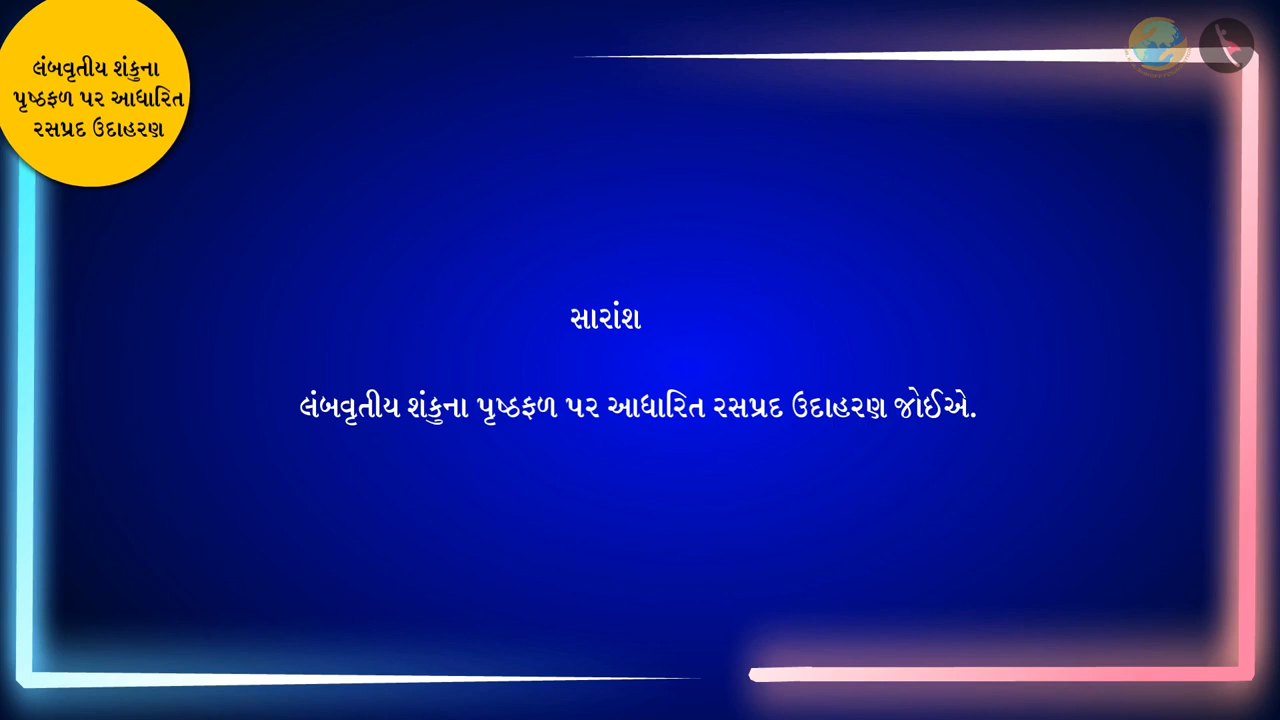 લંબવૃતીય શંકુના
પૃષ્ઠફળ પર આધારિત
રસપ્રદ ઉદાહરણ
સારાંશ
લંબવૃતીય શંકુના પૃષ્ઠફળ પર આધારિત રસપ્રદ ઉદાહરણ જોઈએ.